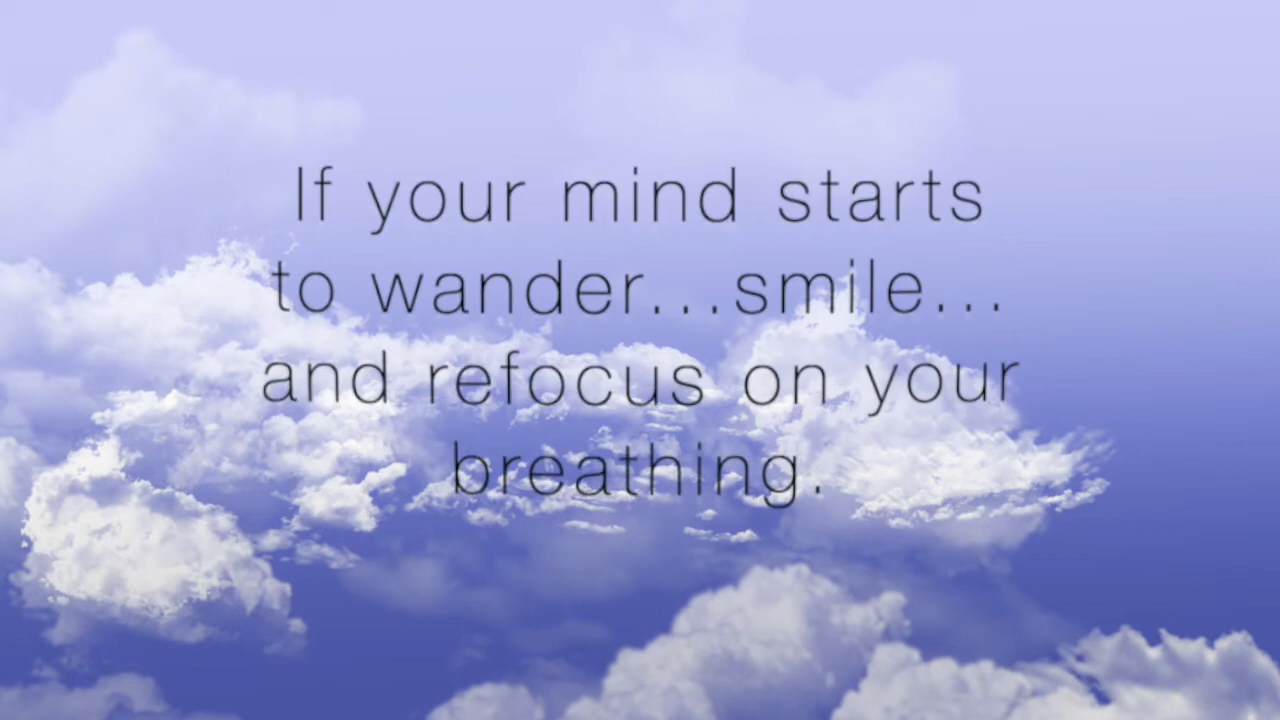 If your mind starts
to wander...smile...
and refocus on your
breathing.